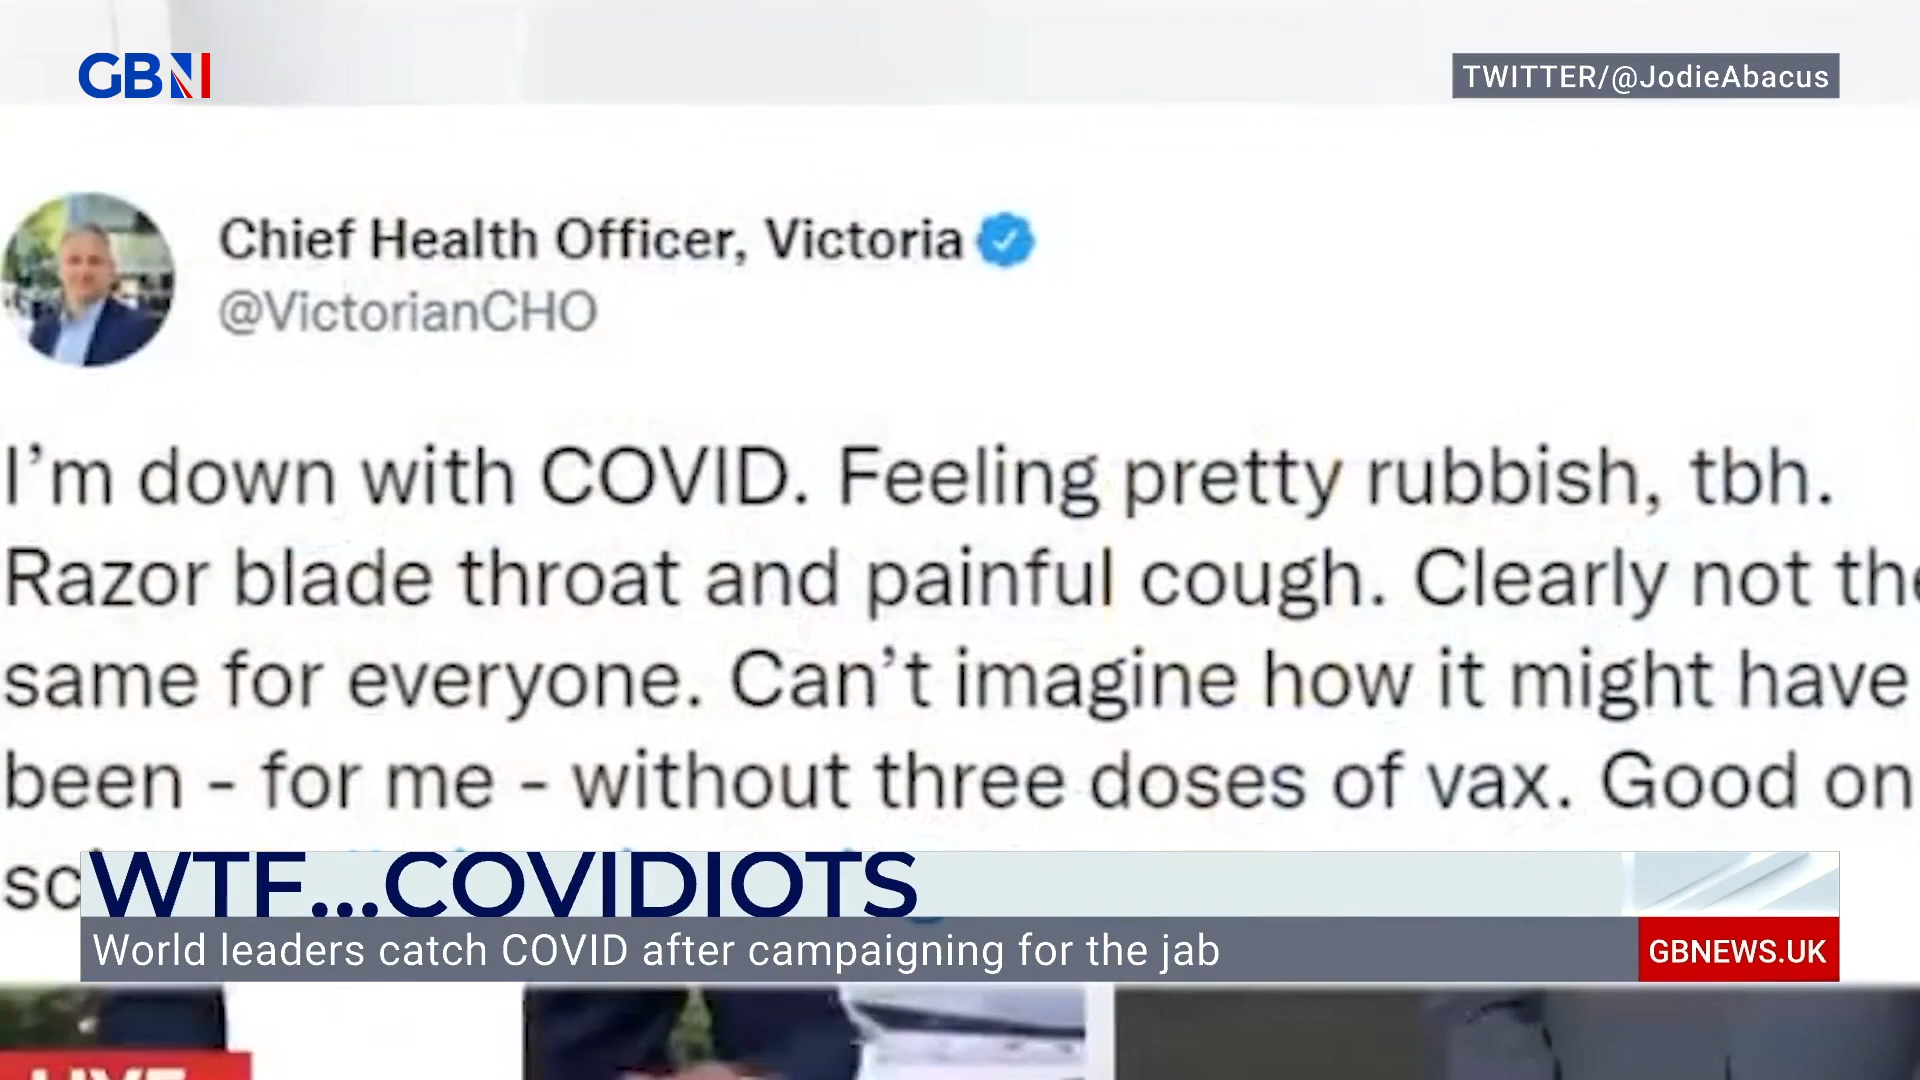 GBN
TWITTER/@JodieAbacus
Chief Health Officer, Victoria
@VictorianCHO
I'm down with COVID. Feeling pretty rubbish, tbh.
Razor blade throat and painful cough. Clearly not the
same for everyone. Can't imagine how it might have
been - for me - without three doses of vax. Good on
WTF...COVIDIOTS
World leaders catch COVID after campaigning for the jab
GBNEWS.UK
LIVE